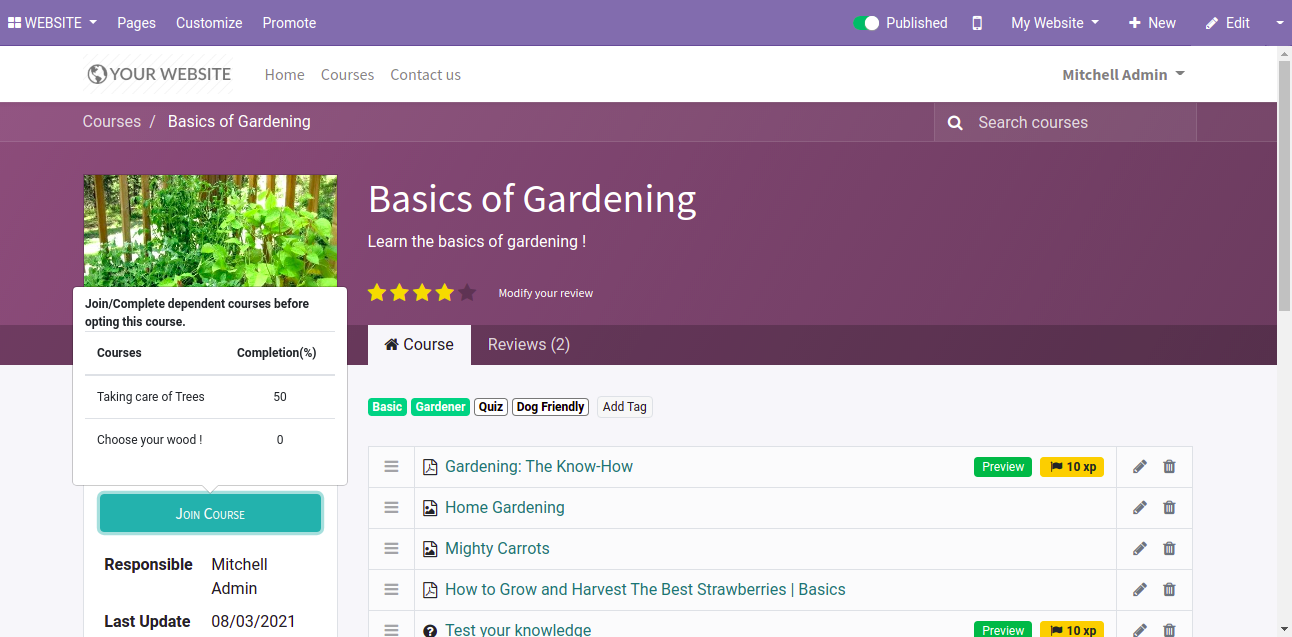 WEBSITE Pages Customize Promote Published My Website New Edit
YOUR WEBSITE Home Courses Contact us Mitchell Admin
Courses / Basics of Gardening Search courses
Basics of Gardening
Learn the basics of gardening !
Modify your review
Join/Complete dependent courses before
opting this course.
Courses Completion(%)
Taking care of Trees 50
Choose your wood ! 0
Join Course
Responsible Mitchell
Admin
Last Update 08/03/2021
Course Reviews (2)
Basic Gardener Quiz Dog Friendly Add Tag
Gardening: The Know-How Preview 10 xp
Home Gardening
Mighty Carrots
How to Grow and Harvest The Best Strawberries | Basics
Test your knowledge Preview 10 xp